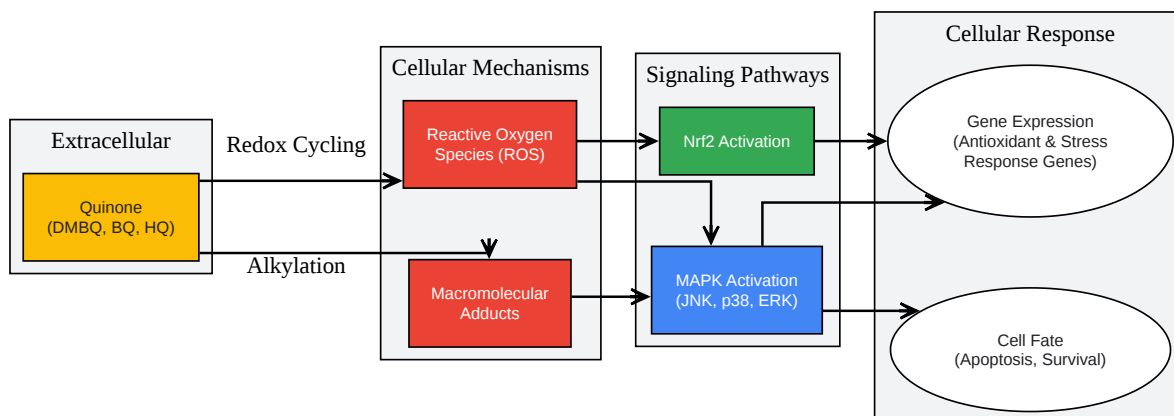 Extracellular
Quinone
(DMBQ, BQ, HQ)
Redox Cycling
Alkylation
Cellular Mechanisms
Reactive Oxygen
Species (ROS)
Macromolecular
Adducts
Signaling Pathways
Nrf2 Activation
MAPK Activation
(JNK, p38, ERK)
Cellular Response
Gene Expression
(Antioxidant & Stress
Response Genes)
Cell Fate
(Apoptosis, Survival)